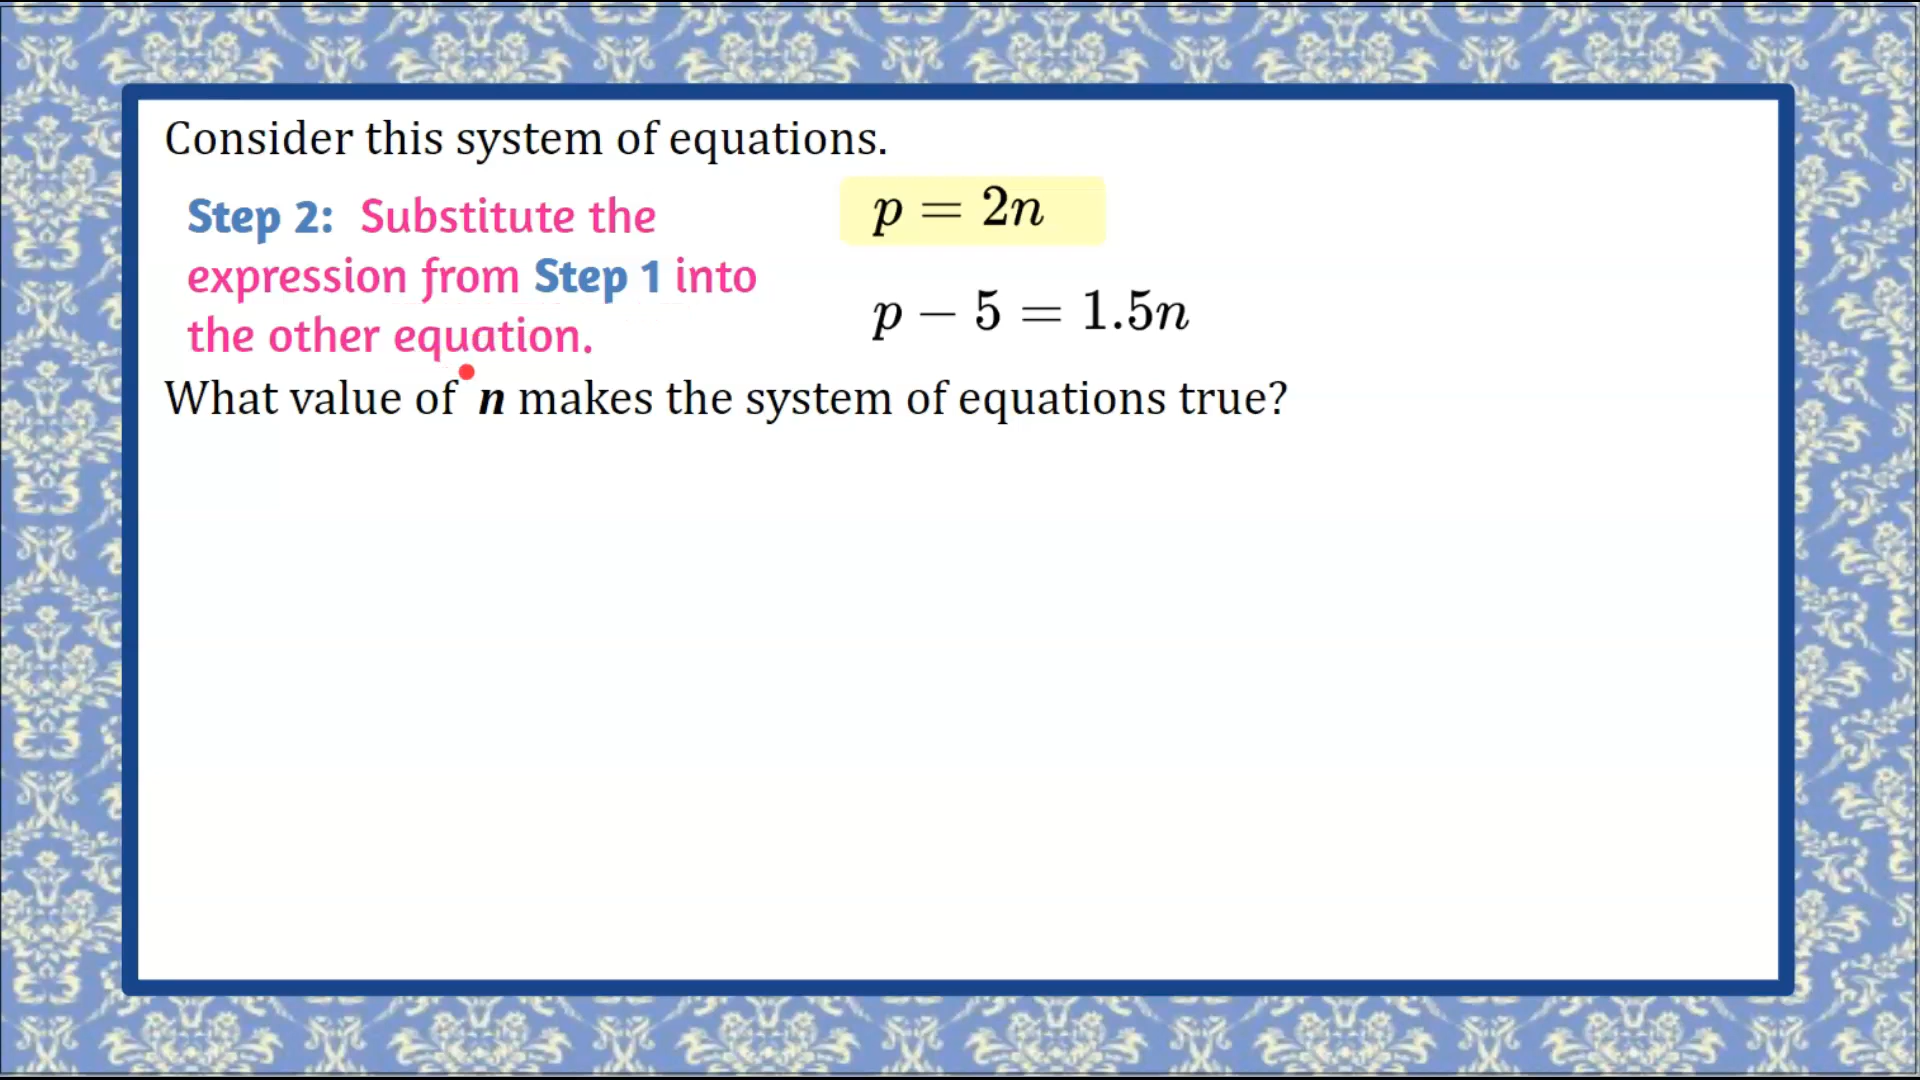 Consider this system of equations.
Step 2: Substitute the
expression from Step 1 into
the other equation.
p = 2n
p − 5 = 1.5n
What value of n makes the system of equations true?